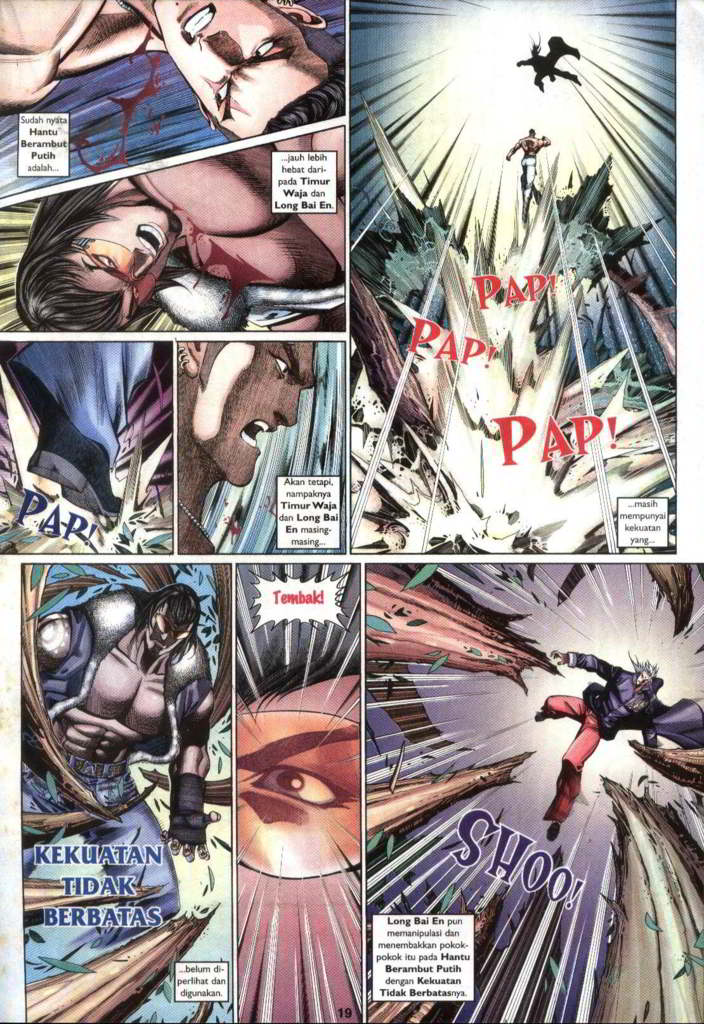 Sudah nyata
Hantu
Berambut
Putih
adalah...
...jauh lebih
hebat dari-
pada Timur
Waja dan
Long Bai En.
PAP!
PAP!
PAP!
PAP!
Akan tetapi,
nampaknya
Timur Waja
dan Long Bai
En masing-
masing...
...masih
mempunyai
kekuatan
yang...
KEKUATAN
TIDAK
BERBATAS
...belum di-
perlihat dan
digunakan.
Tembak!
SHOO!
Long Bai En pun
memanipulasi dan
menembakkan pokok-
pokok itu pada Hantu
Berambut Putih
dengan Kekuatan
Tidak Berbatasnya.
19